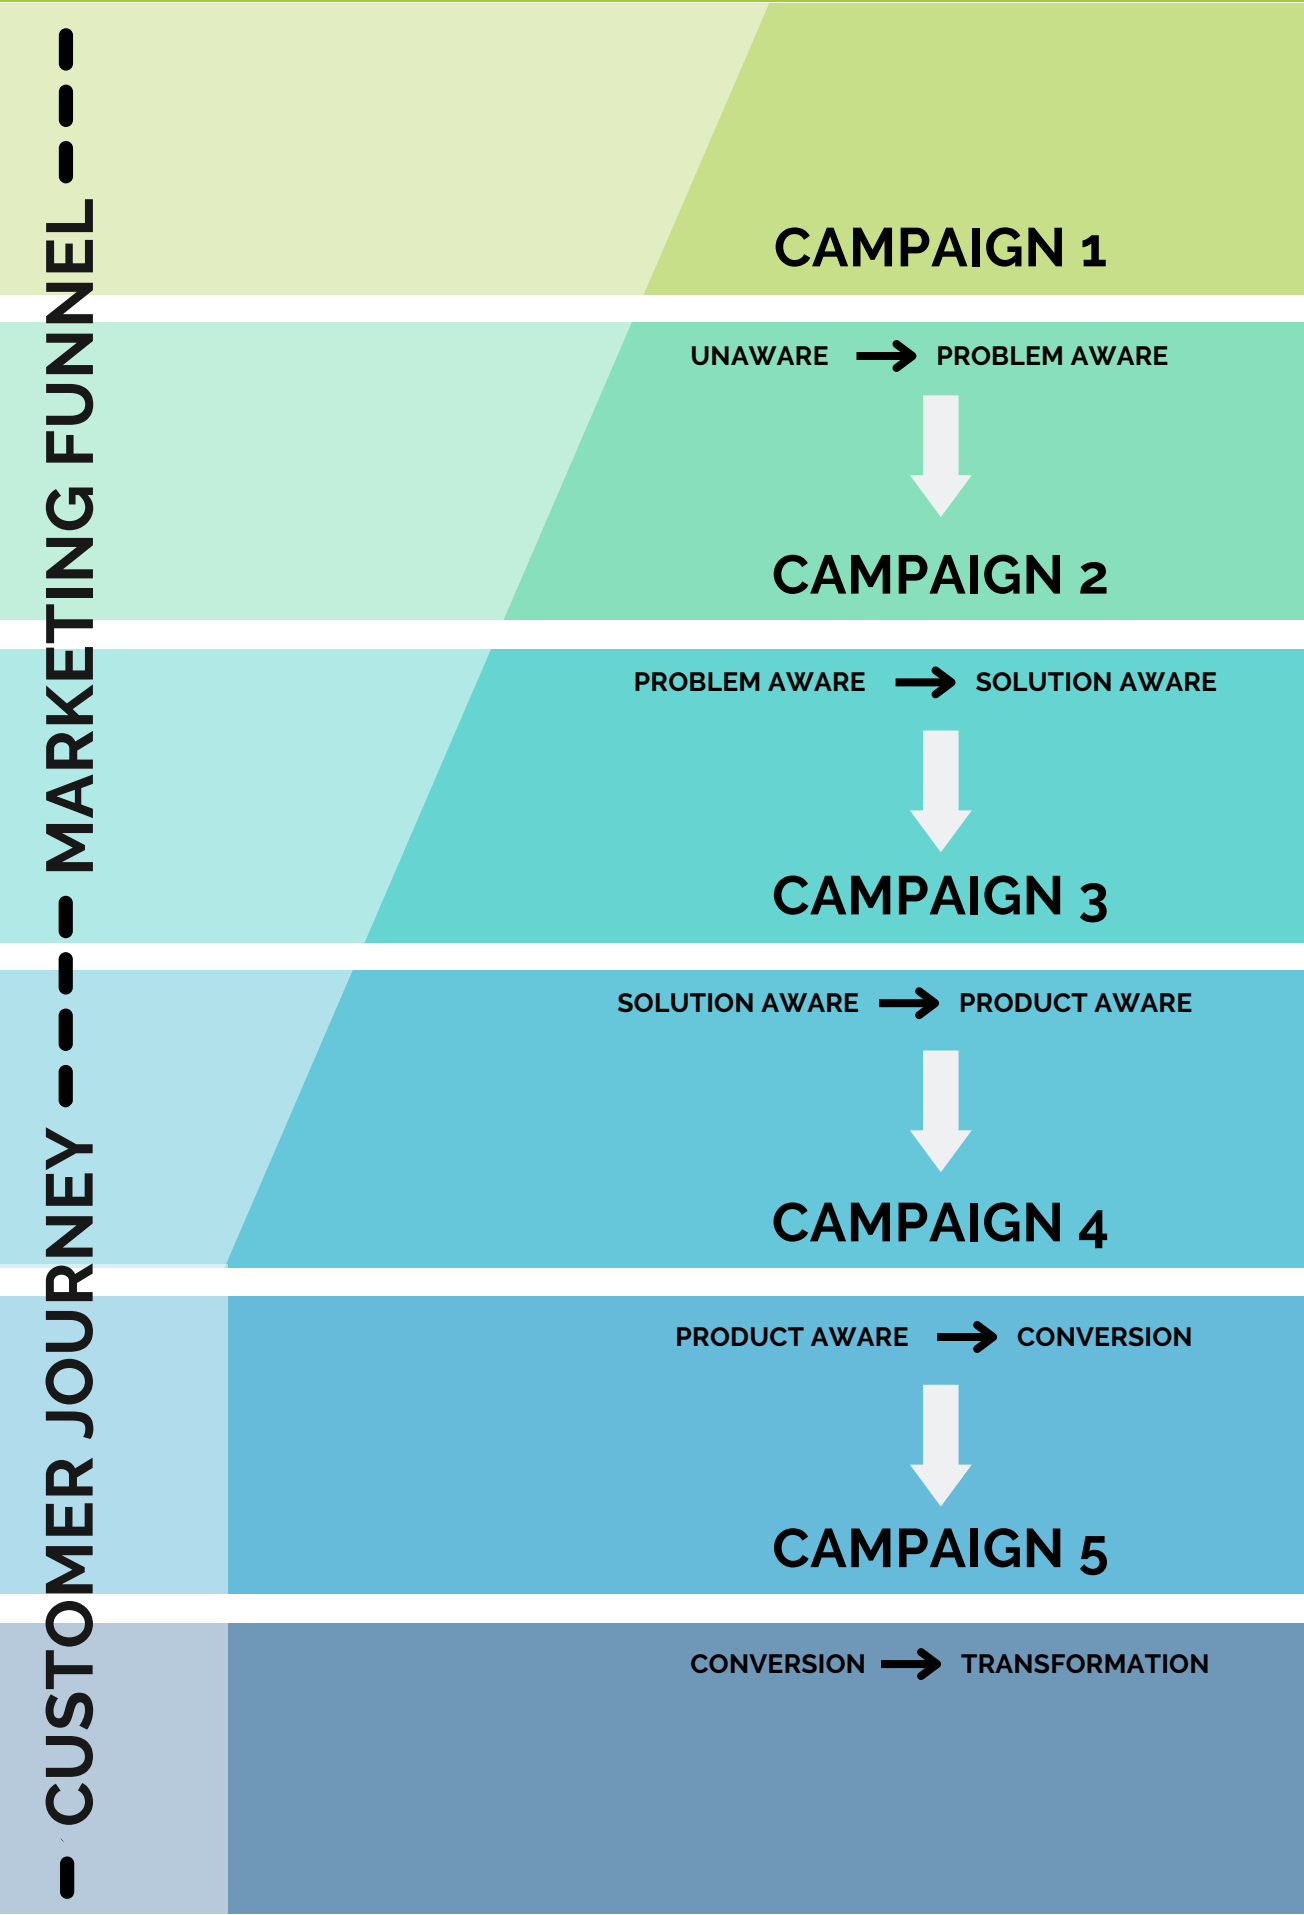 MARKETING FUNNEL
CUSTOMER JOURNEY
CAMPAIGN 1
UNAWARE → PROBLEM AWARE
CAMPAIGN 2
PROBLEM AWARE → SOLUTION AWARE
CAMPAIGN 3
SOLUTION AWARE → PRODUCT AWARE
CAMPAIGN 4
PRODUCT AWARE → CONVERSION
CAMPAIGN 5
CONVERSION → TRANSFORMATION